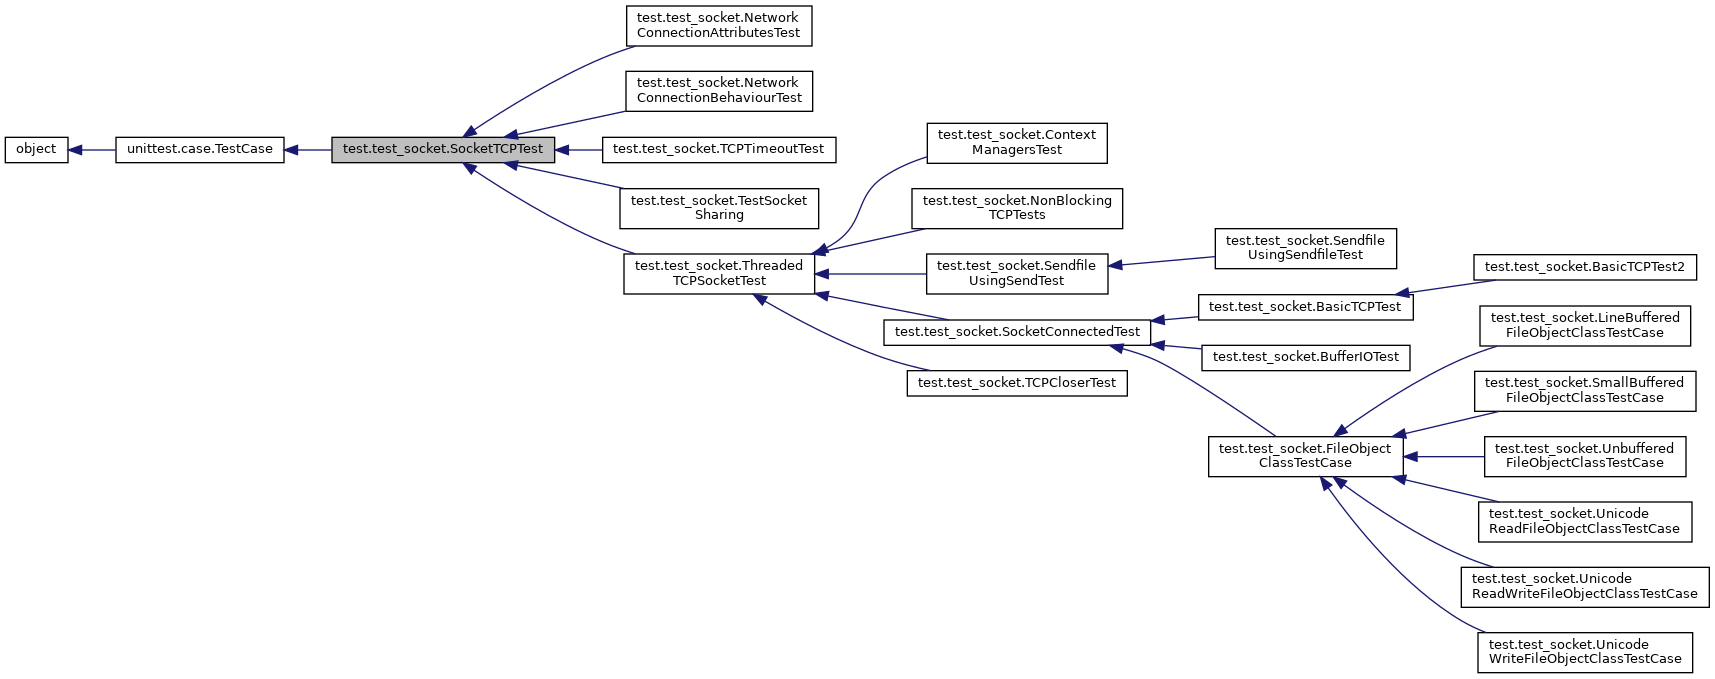 object
unittest.case.TestCase
test.test_socket.SocketTCPTest
test.test_socket.Network
ConnectionAttributesTest
test.test_socket.Network
ConnectionBehaviourTest
test.test_socket.TCPTimeoutTest
test.test_socket.TestSocket
Sharing
test.test_socket.Threaded
TCPSocketTest
test.test_socket.Context
ManagersTest
test.test_socket.NonBlocking
TCPTests
test.test_socket.Sendfile
UsingSendTest
test.test_socket.SocketConnectedTest
test.test_socket.TCPCloserTest
test.test_socket.Sendfile
UsingSendfileTest
test.test_socket.BasicTCPTest
test.test_socket.BufferIOTest
test.test_socket.FileObject
ClassTestCase
test.test_socket.BasicTCPTest2
test.test_socket.LineBuffered
FileObjectClassTestCase
test.test_socket.SmallBuffered
FileObjectClassTestCase
test.test_socket.Unbuffered
FileObjectClassTestCase
test.test_socket.Unicode
ReadFileObjectClassTestCase
test.test_socket.Unicode
ReadWriteFileObjectClassTestCase
test.test_socket.Unicode
WriteFileObjectClassTestCase